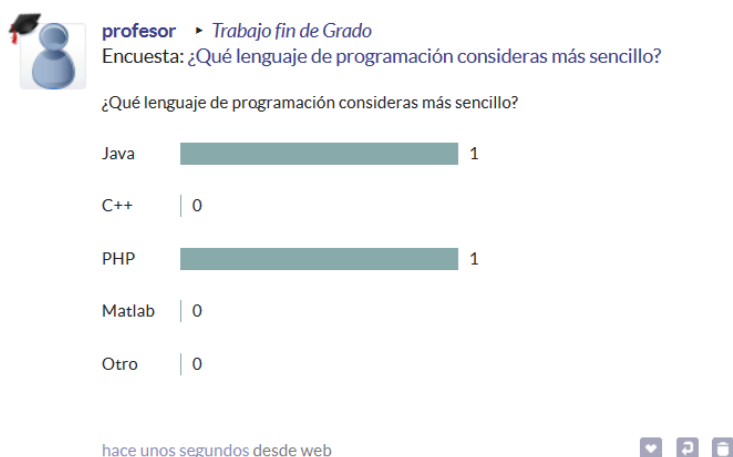 profesor ‣ Trabajo fin de Grado
Encuesta: ¿Qué lenguaje de programación consideras más sencillo?
¿Qué lenguaje de programación consideras más sencillo?
Java 1
C++ 0
PHP 1
Matlab 0
Otro 0
hace unos segundos desde web